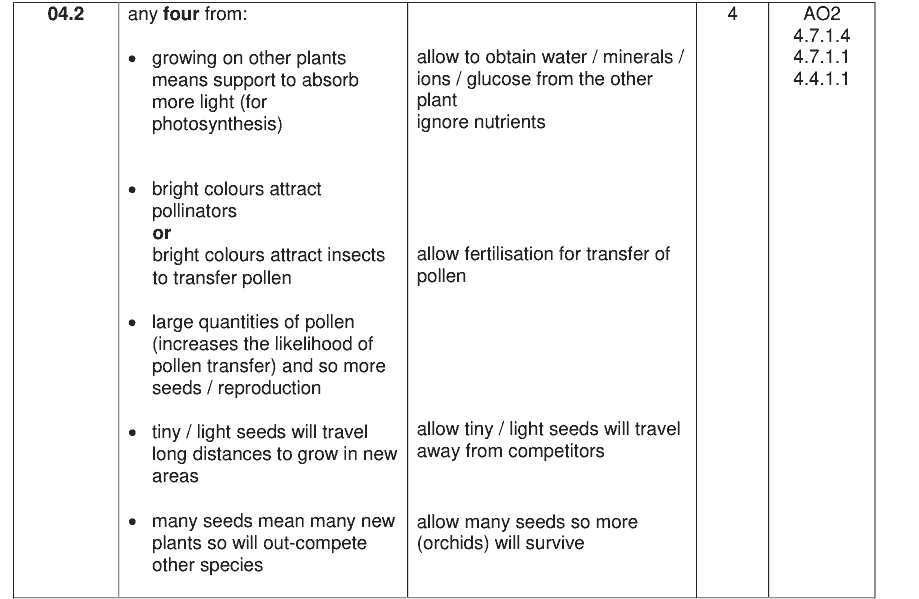 04.2
any four from:
4
AO2
4.7.1.4
4.7.1.1
4.4.1.1
• growing on other plants
means support to absorb
more light (for
photosynthesis)
allow to obtain water / minerals /
ions / glucose from the other
plant
ignore nutrients
• bright colours attract
pollinators
or
bright colours attract insects
to transfer pollen
allow fertilisation for transfer of
pollen
• large quantities of pollen
(increases the likelihood of
pollen transfer) and so more
seeds / reproduction
• tiny / light seeds will travel
long distances to grow in new
areas
allow tiny / light seeds will travel
away from competitors
• many seeds mean many new
plants so will out-compete
other species
allow many seeds so more
(orchids) will survive